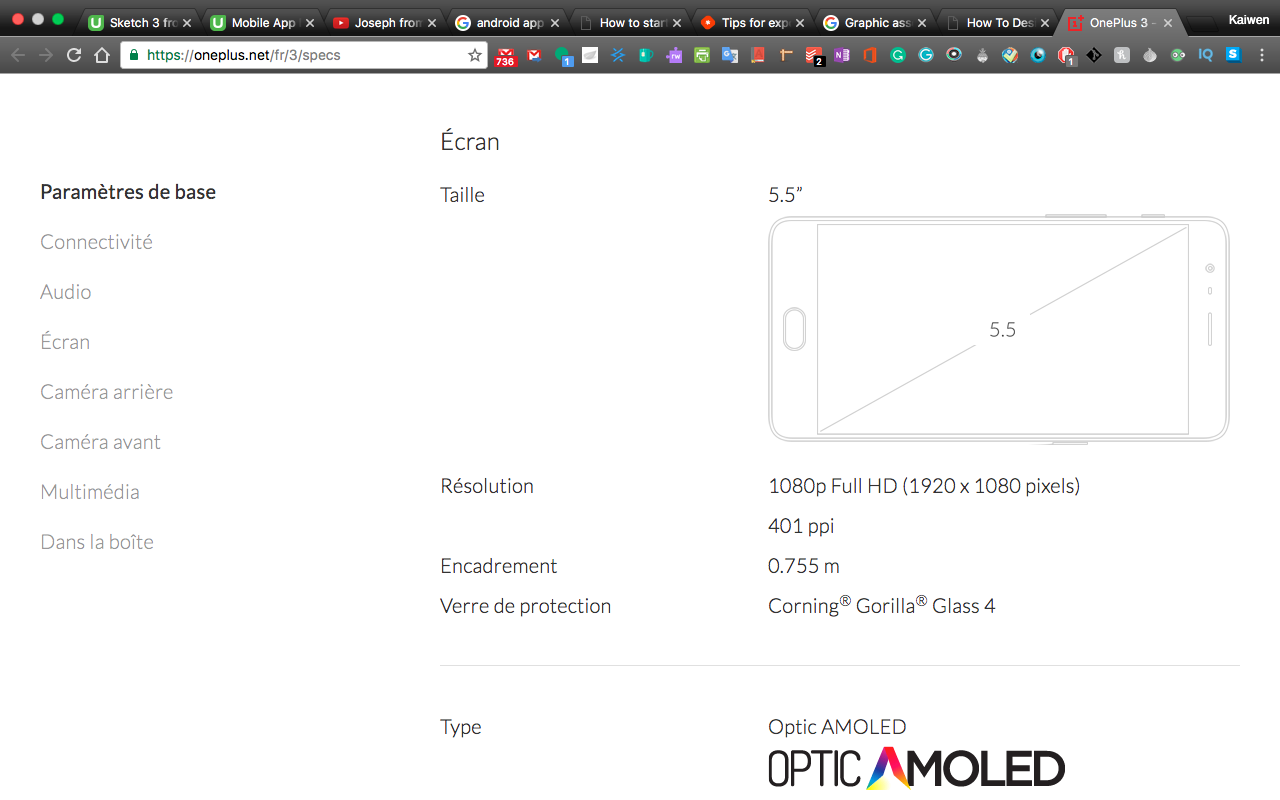 Sketch 3 fro
Mobile App
Joseph from
android app
How to star
Tips for exp
Graphic ass
How To Des
OnePlus 3 -
Kaiwen
https://oneplus.net/fr/3/specs
736
1
rw
2
1
IQ
S
Écran
Paramètres de base
Taille
5.5”
Connectivité
Audio
5.5
Écran
Caméra arrière
Caméra avant
Multimédia
Résolution
1080p Full HD (1920 x 1080 pixels)
401 ppi
Dans la boîte
Encadrement
0.755 m
Verre de protection
Corning® Gorilla® Glass 4
Type
Optic AMOLED
OPTIC AMOLED